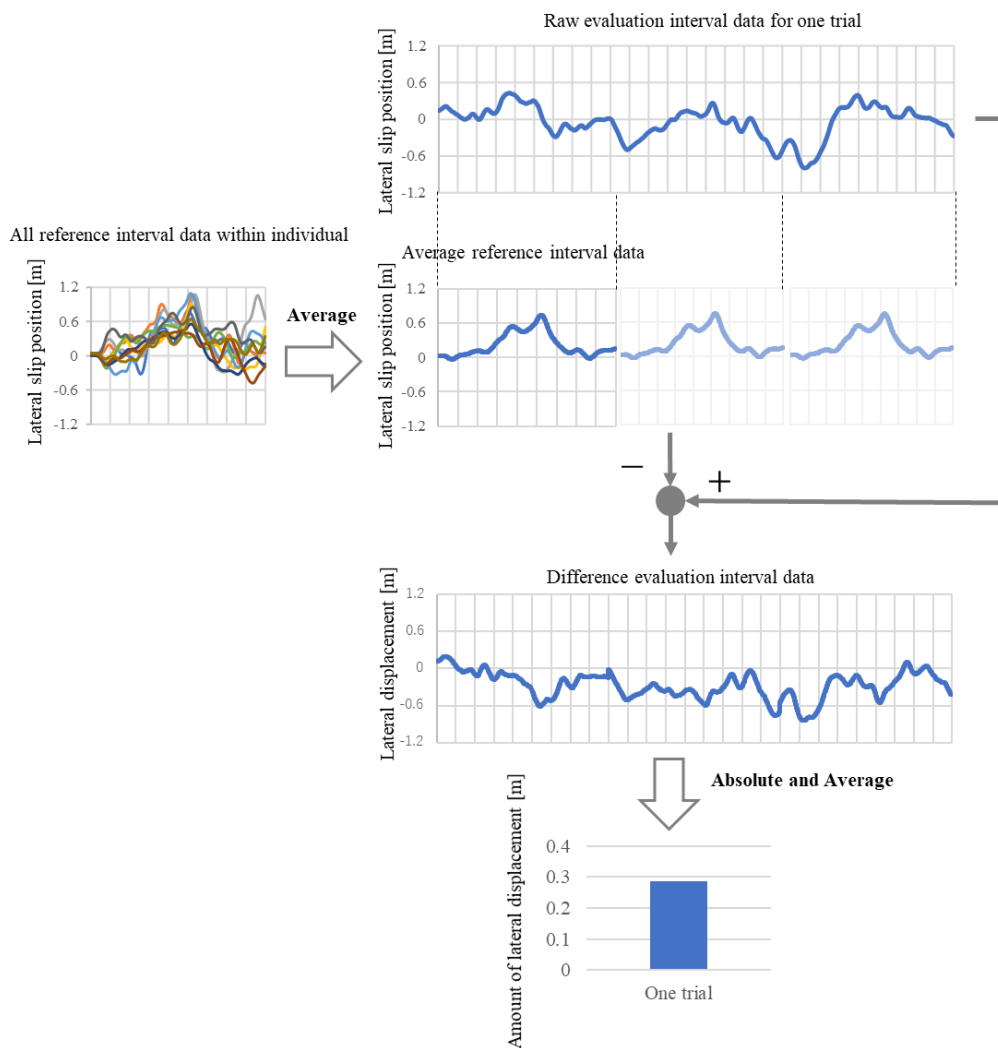 Raw evaluation interval data for one trial
Lateral slip position [m]
1.2
0.6
0
-0.6
-1.2
All reference interval data within individual
Lateral slip position [m]
1.2
0.6
0
-0.6
-1.2
Average
Average reference interval data
Lateral slip position [m]
1.2
0.6
0
-0.6
-1.2
−
+
Difference evaluation interval data
Lateral displacement [m]
1.2
0.6
0
-0.6
-1.2
Absolute and Average
Amount of lateral displacement [m]
0.4
0.3
0.2
0.1
0
One trial